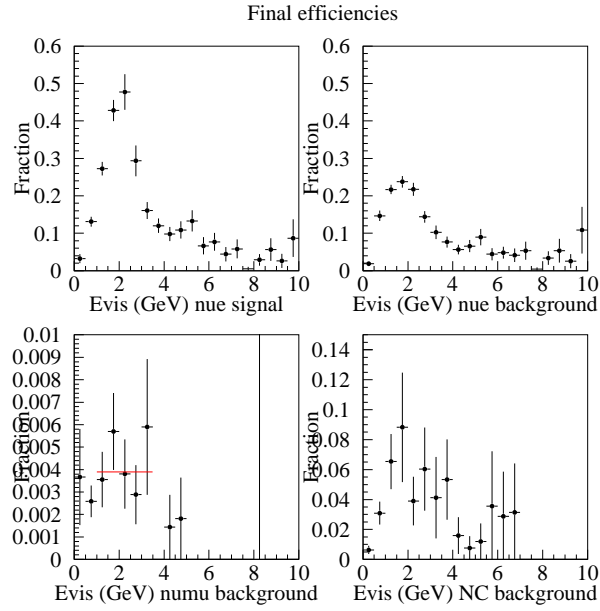 Final efficiencies
Fraction
0.6
0.5
0.4
0.3
0.2
0.1
0
0 2 4 6 8 10
Evis (GeV) nue signal
Fraction
0.6
0.5
0.4
0.3
0.2
0.1
0
0 2 4 6 8 10
Evis (GeV) nue background
Fraction
0.01
0.009
0.008
0.007
0.006
0.005
0.004
0.003
0.002
0.001
0
0 2 4 6 8 10
Evis (GeV) numu background
Fraction
0.14
0.12
0.1
0.08
0.06
0.04
0.02
0
0 2 4 6 8 10
Evis (GeV) NC background